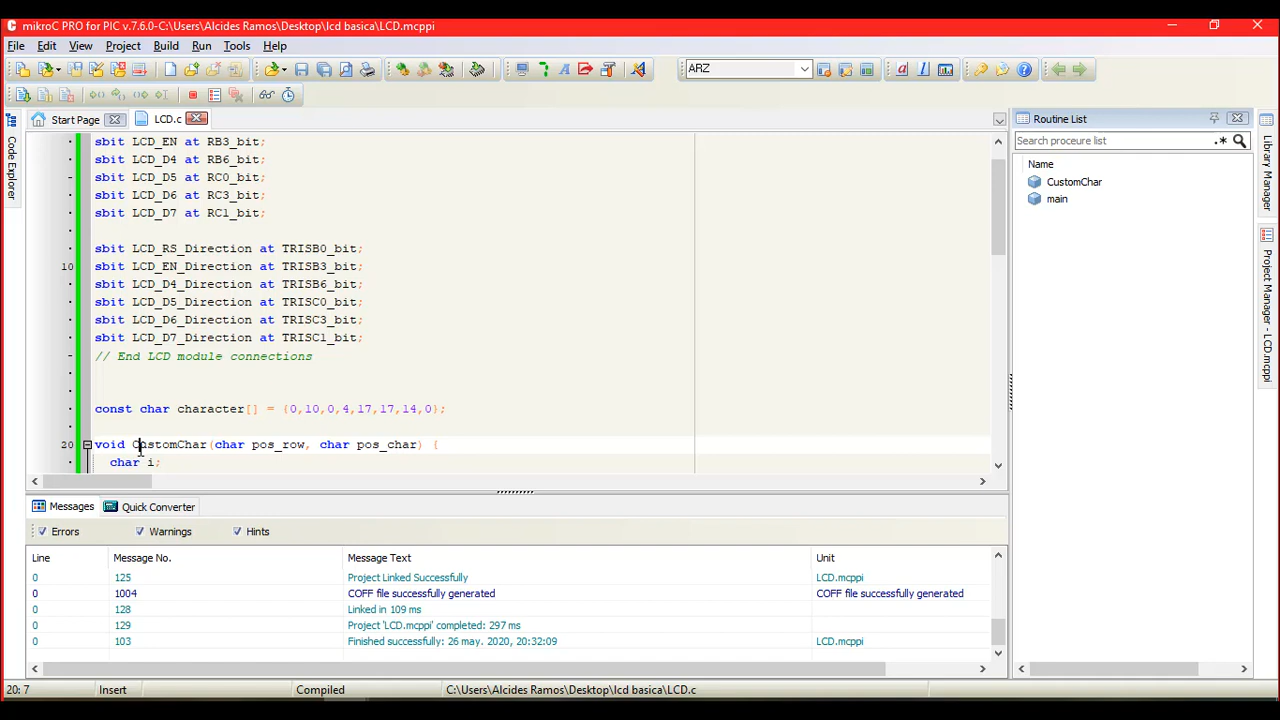 mikroC PRO for PIC v.7.6.0-C:\Users\Alcides Ramos\Desktop\lcd basica\LCD.mcppi
File Edit View Project Build Run Tools Help
ARZ
Start Page LCD.c
Code Explorer
sbit LCD_EN at RB3_bit;
sbit LCD_D4 at RB6_bit;
sbit LCD_D5 at RC0_bit;
sbit LCD_D6 at RC3_bit;
sbit LCD_D7 at RC1_bit;
sbit LCD_RS_Direction at TRISB0_bit;
10 sbit LCD_EN_Direction at TRISB3_bit;
sbit LCD_D4_Direction at TRISB6_bit;
sbit LCD_D5_Direction at TRISC0_bit;
sbit LCD_D6_Direction at TRISC3_bit;
sbit LCD_D7_Direction at TRISC1_bit;
// End LCD module connections
const char character[] = {0,10,0,4,17,17,14,0};
20 void CustomChar(char pos_row, char pos_char) {
char i;
Routine List
Search proceure list
Name
CustomChar
main
Library Manager
Project Manager - LCD.mcppi
Messages Quick Converter
Errors Warnings Hints
Line Message No. Message Text Unit
0 125 Project Linked Successfully LCD.mcppi
0 1004 COFF file successfully generated COFF file successfully generated
0 128 Linked in 109 ms
0 129 Project 'LCD.mcppi' completed: 297 ms
0 103 Finished successfully: 26 may. 2020, 20:32:09 LCD.mcppi
20: 7 Insert Compiled C:\Users\Alcides Ramos\Desktop\lcd basica\LCD.c